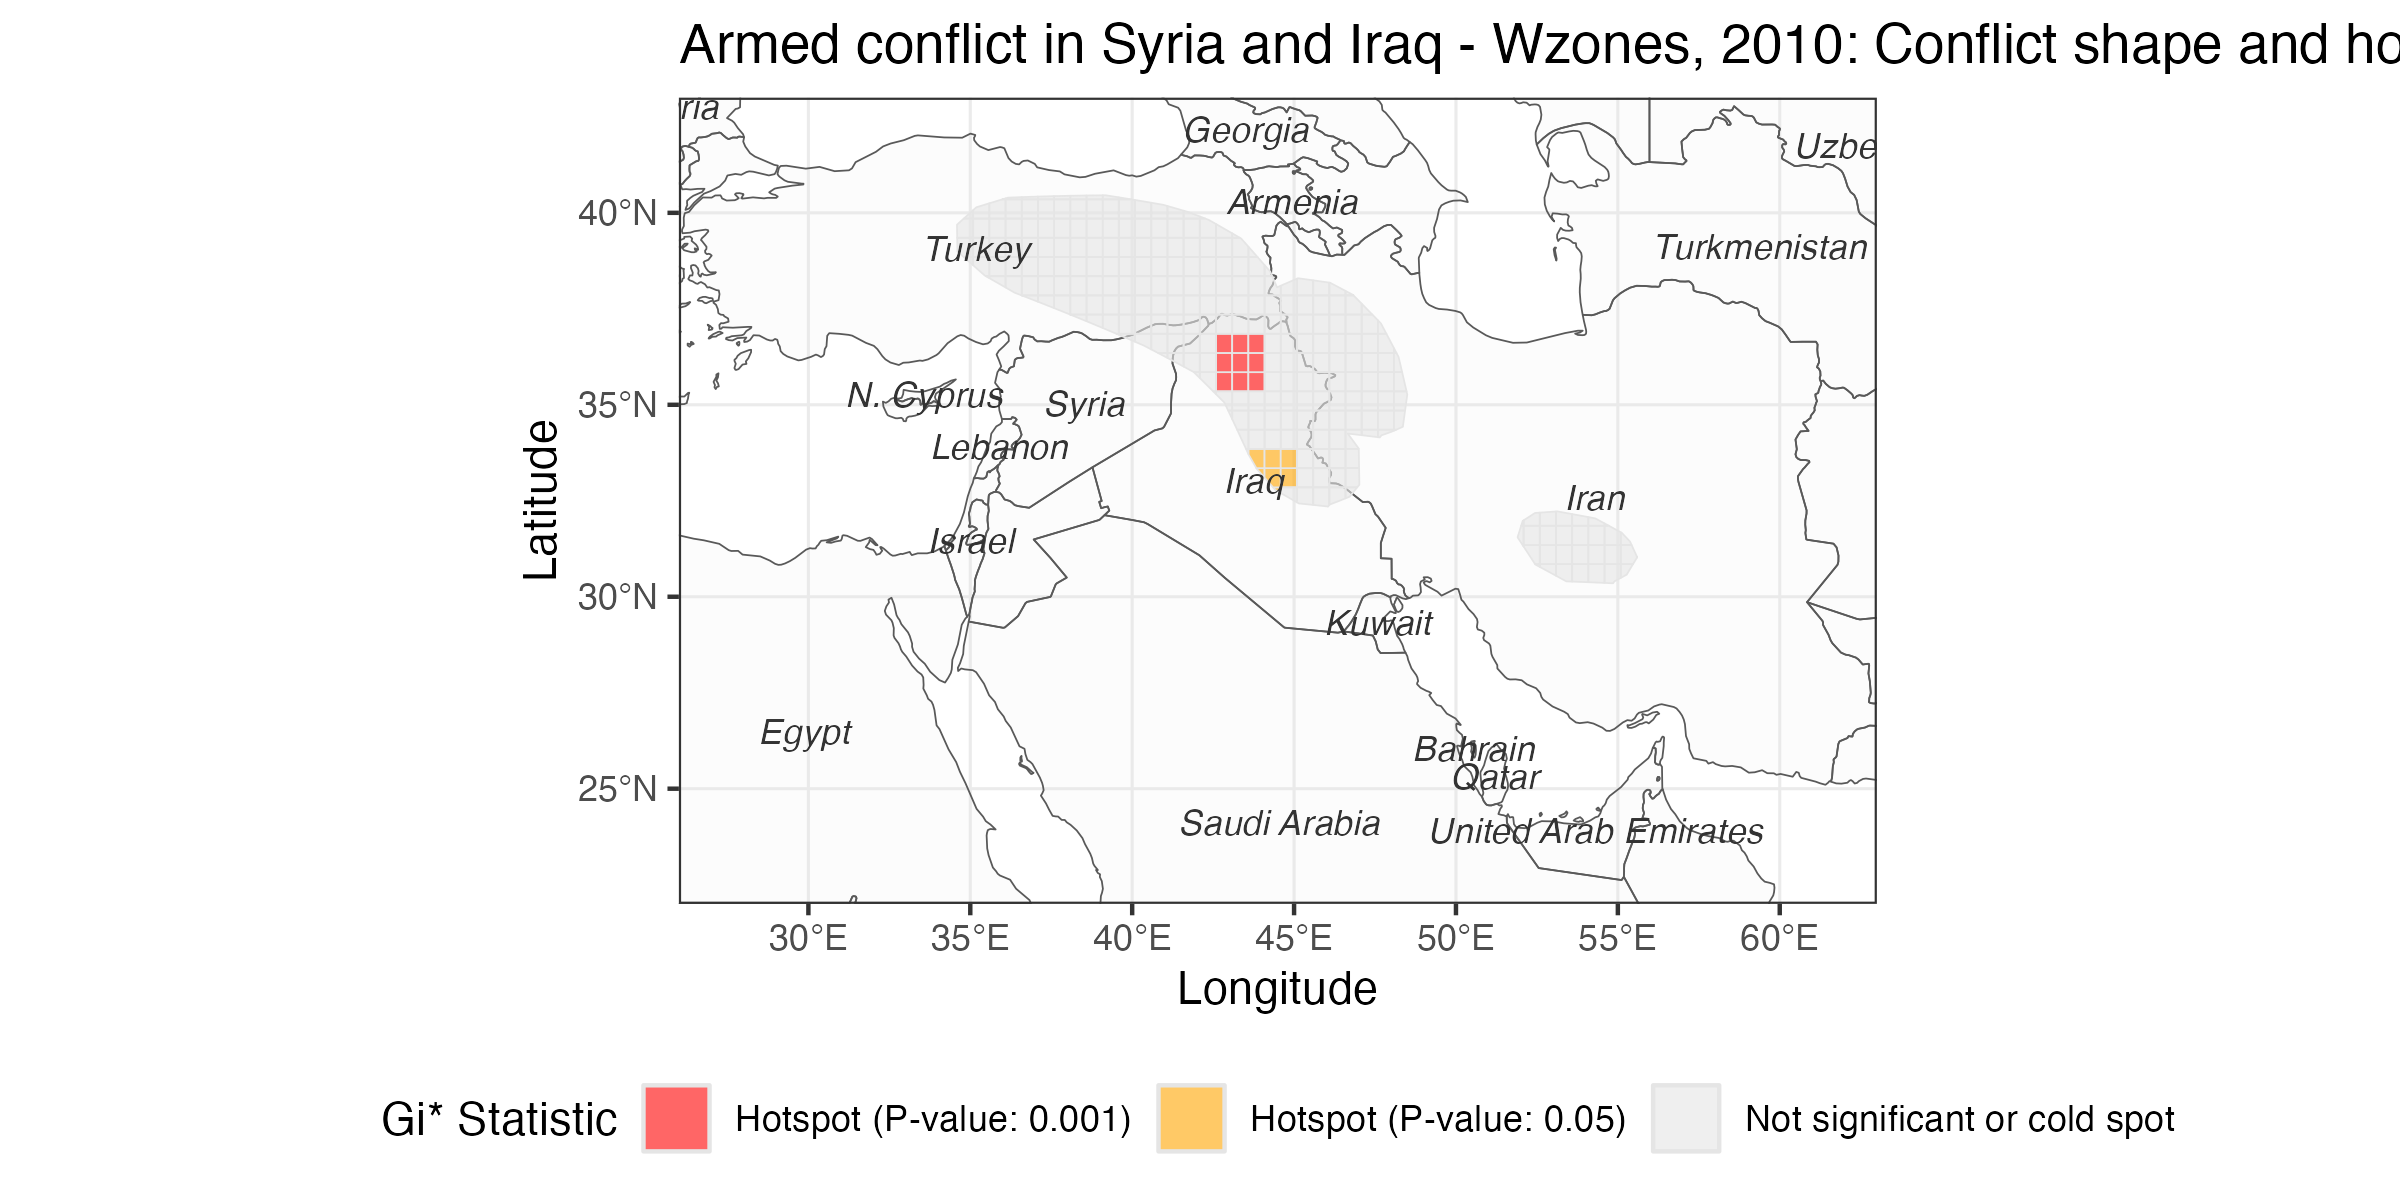 Armed conflict in Syria and Iraq - Wzones, 2010: Conflict shape and ho
ria
Georgia
Uzbe
Armenia
40°N
Turkey
Turkmenistan
35°N
N. Cyprus
Syria
Lebanon
Iraq
Iran
Latitude
Israel
30°N
Kuwait
Egypt
Bahrain
Qatar
25°N
Saudi Arabia
United Arab Emirates
30°E 35°E 40°E 45°E 50°E 55°E 60°E
Longitude
Gi* Statistic Hotspot (P-value: 0.001) Hotspot (P-value: 0.05) Not significant or cold spot